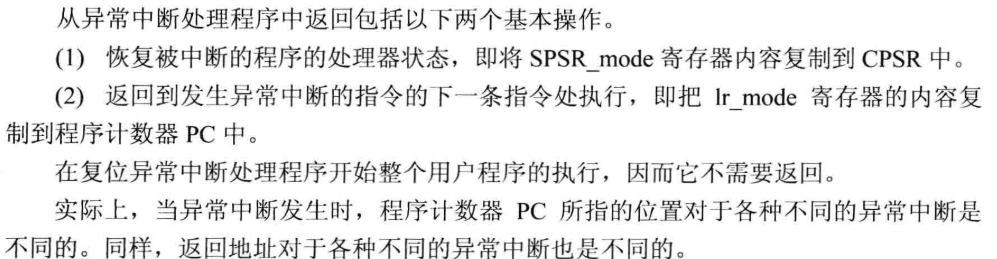 从异常中断处理程序中返回包括以下两个基本操作。
(1) 恢复被中断的程序的处理器状态，即将 SPSR_mode 寄存器内容复制到 CPSR 中。
(2) 返回到发生异常中断的指令的下一条指令处执行，即把 lr_mode 寄存器的内容复
制到程序计数器 PC 中。
在复位异常中断处理程序开始整个用户程序的执行，因而它不需要返回。
实际上，当异常中断发生时，程序计数器 PC 所指的位置对于各种不同的异常中断是
不同的。同样，返回地址对于各种不同的异常中断也是不同的。